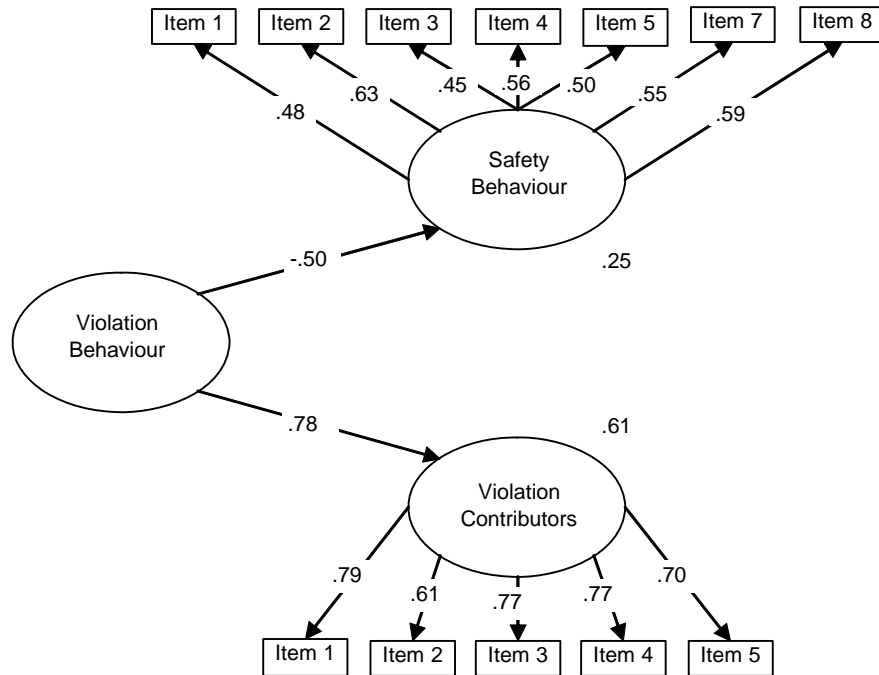 Item 1 Item 2 Item 3 Item 4 Item 5 Item 7 Item 8
.48 .63 .45 .56 .50 .55 .59
Safety
Behaviour
-.50
.25
Violation
Behaviour
.78
.61
Violation
Contributors
.79 .61 .77 .77 .70
Item 1 Item 2 Item 3 Item 4 Item 5